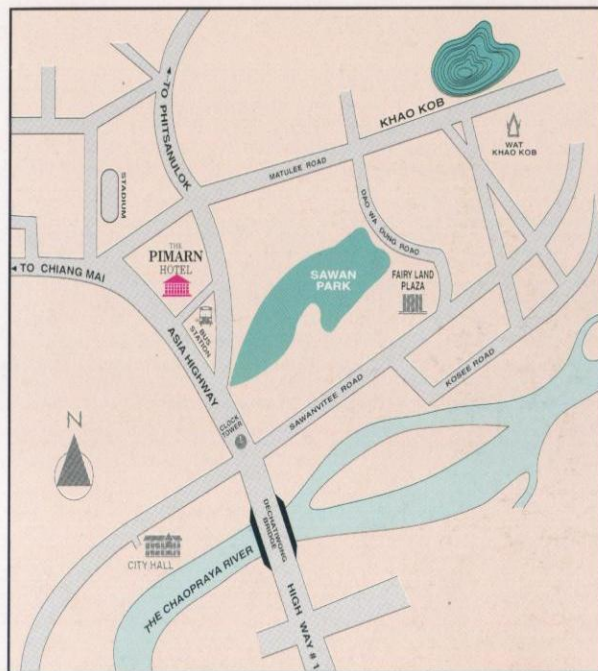 KHAO KOB
WAT
KHAO KOB
TO PHITSANULOK
MATULEE ROAD
STADIUM
DAO WA DUNG ROAD
THE
PIMARN
HOTEL
TO CHIANG MAI
SAWAN
PARK
FAIRY LAND
PLAZA
BUS
STATION
ASIA HIGHWAY
KOSEE ROAD
SAWANVITEE ROAD
CLOCK
TOWER
N
DECHATIWONG
BRIDGE
CITY HALL
THE CHAOPRAYA RIVER
HIGH WAY # 1